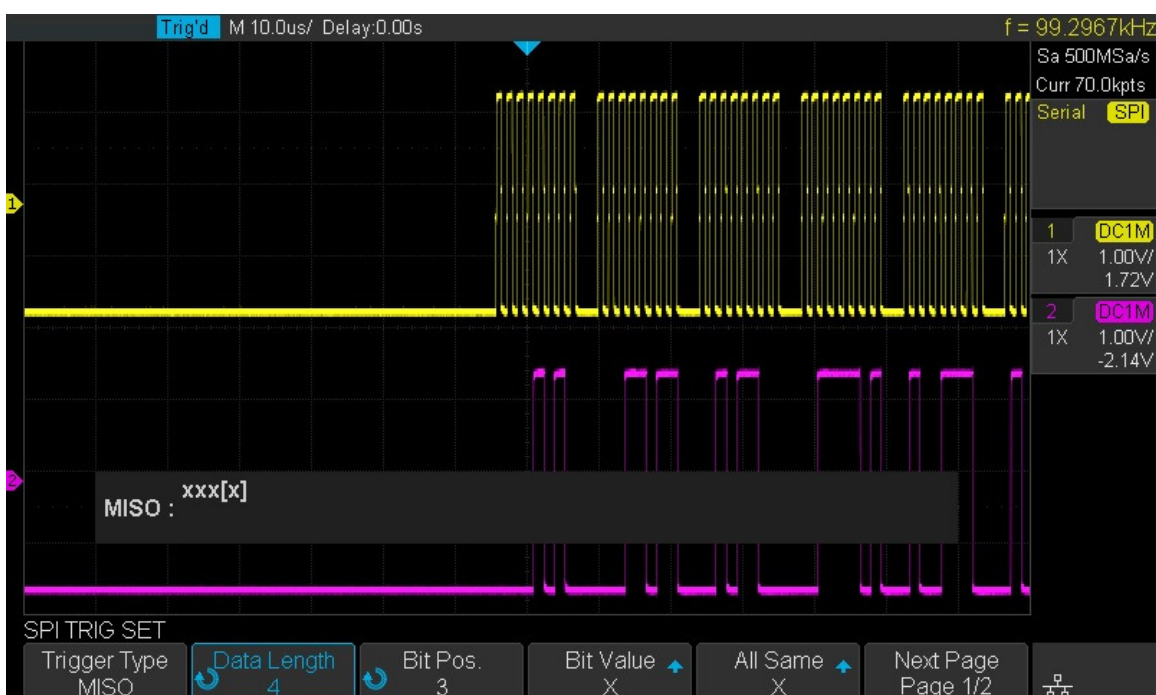 Trig'd M 10.0us/ Delay:0.00s f = 99.2967kHz
Sa 500MSa/s
Curr 70.0kpts
Serial SPI
1
1 DC1M
1X 1.00V/
1.72V
2 DC1M
1X 1.00V/
-2.14V
2
xxx[x]
MISO :
SPI TRIG SET
Trigger Type Data Length Bit Pos. Bit Value All Same Next Page
MISO 4 3 X X Page 1/2